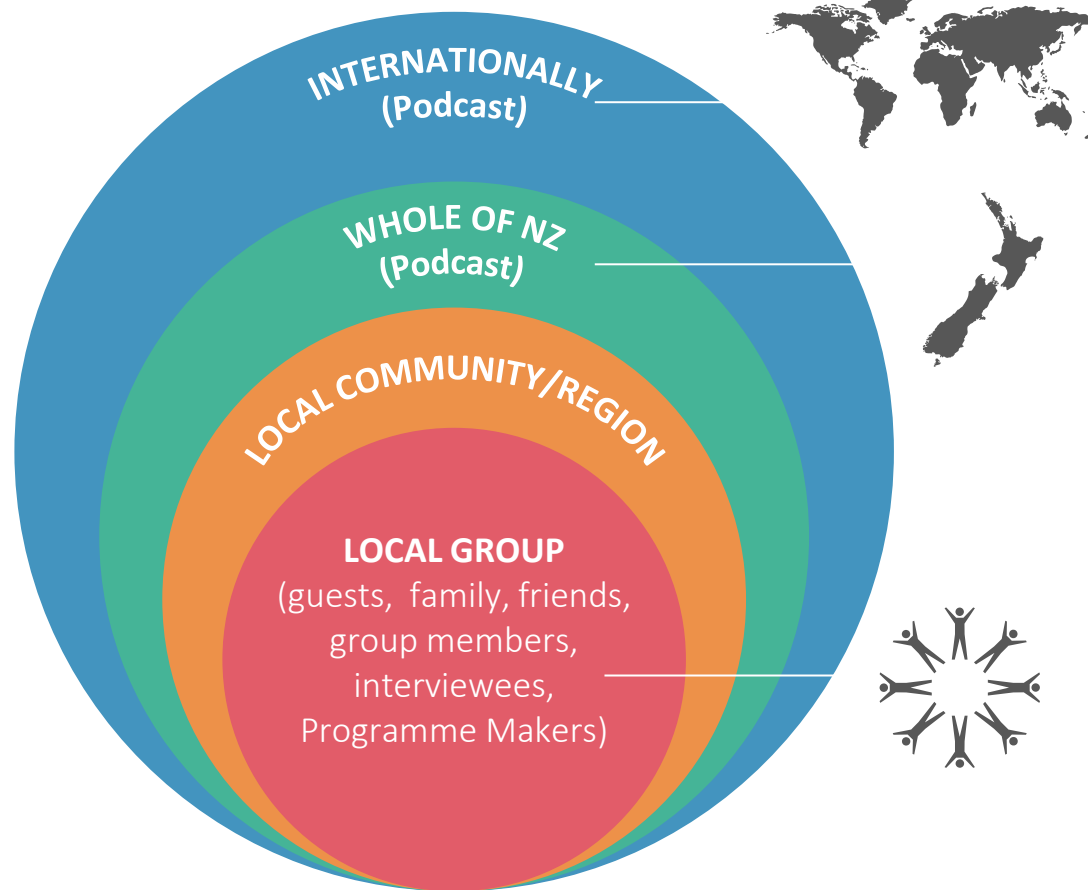 INTERNATIONALLY
(Podcast)
WHOLE OF NZ
(Podcast)
LOCAL COMMUNITY/REGION
LOCAL GROUP
(guests, family, friends,
group members,
interviewees,
Programme Makers)